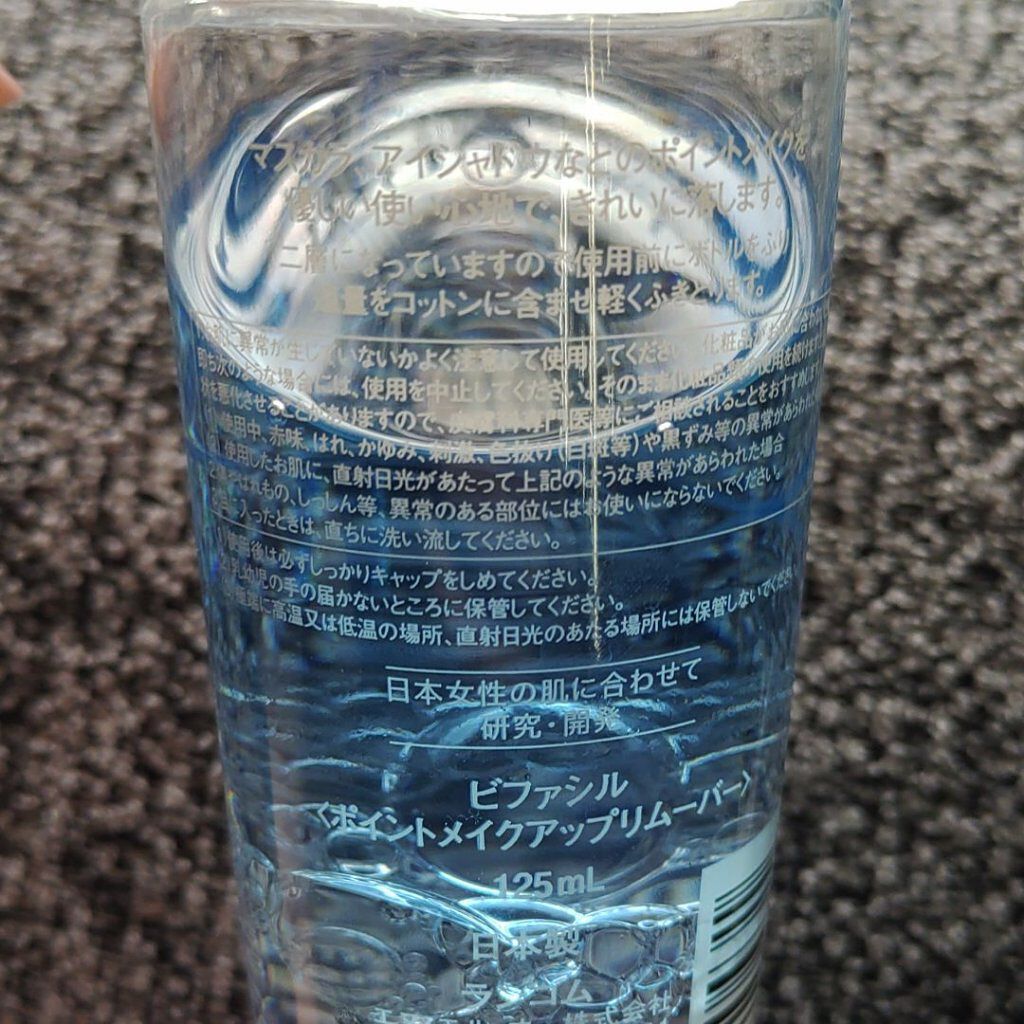 マスカラ、アイシャドウなどのポイントメイクを
優しい使い心地で、きれいに落します。
二層になっていますので使用前にボトルをふり
適量をコットンに含ませ軽くふきとります。
に異常が生じていないかよく注意して使用してください。化粧品がお肌に合わない
即ち次のような場合には、使用を中止してください。そのまま化粧品類の使用を続けますと
を悪化させることがありますので、皮膚科専門医等にご相談されることをおすすめします。
使用中、赤味、はれ、かゆみ、刺激、色抜け(白斑等)や黒ずみ等の異常があらわれた
使用したお肌に、直射日光があたって上記のような異常があらわれた場合
はれもの、しっしん等、異常のある部位にはお使いにならないでください。
入ったときは、直ちに洗い流してください。
使用後は必ずしっかりキャップをしめてください。
乳幼児の手の届かないところに保管してください。
極端に高温又は低温の場所、直射日光のあたる場所には保管しないでください
日本女性の肌に合わせて
研究・開発
ビファシル
〈ポイントメイクアップリムーバー〉
125mL
日本製
ランコム
株式会社